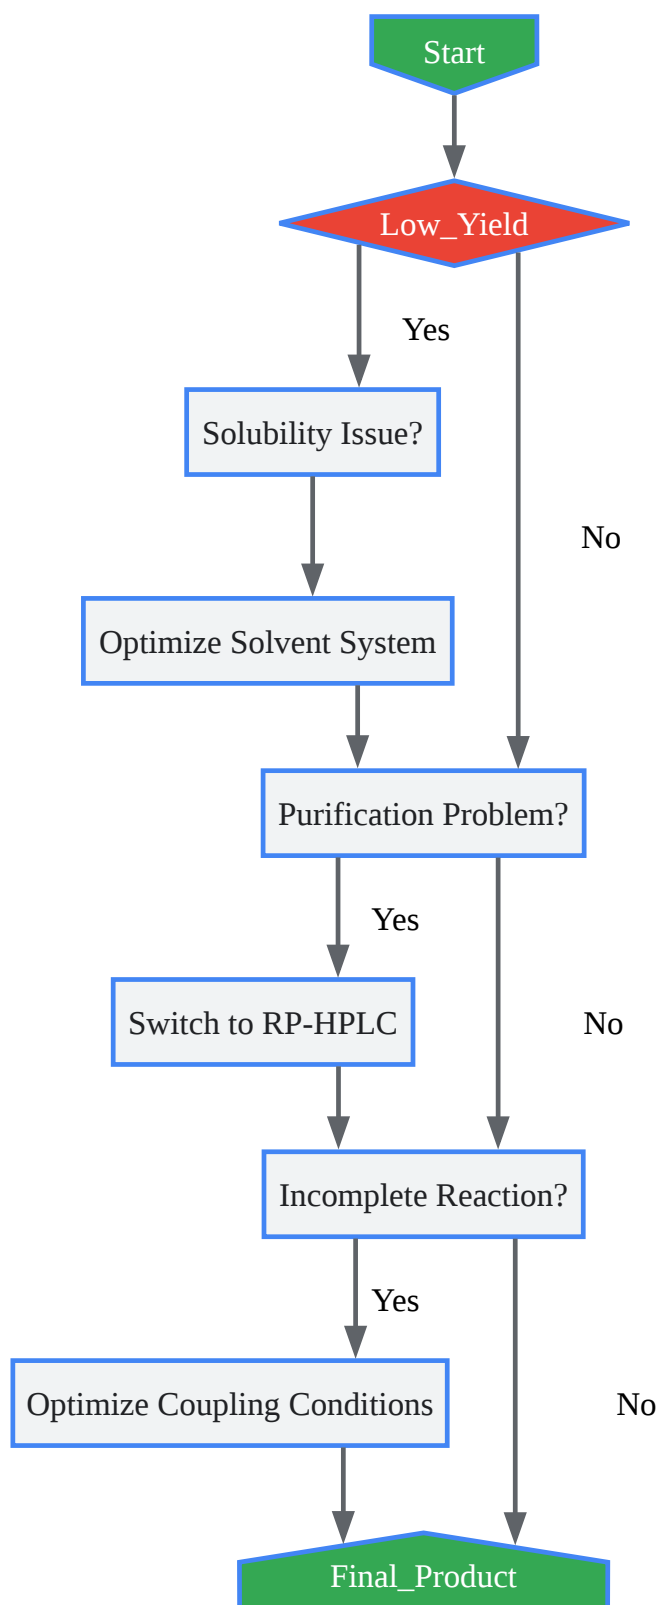 Start
Low_Yield
Yes
Solubility Issue?
No
Optimize Solvent System
Purification Problem?
Yes
Switch to RP-HPLC
No
Incomplete Reaction?
Yes
Optimize Coupling Conditions
No
Final_Product